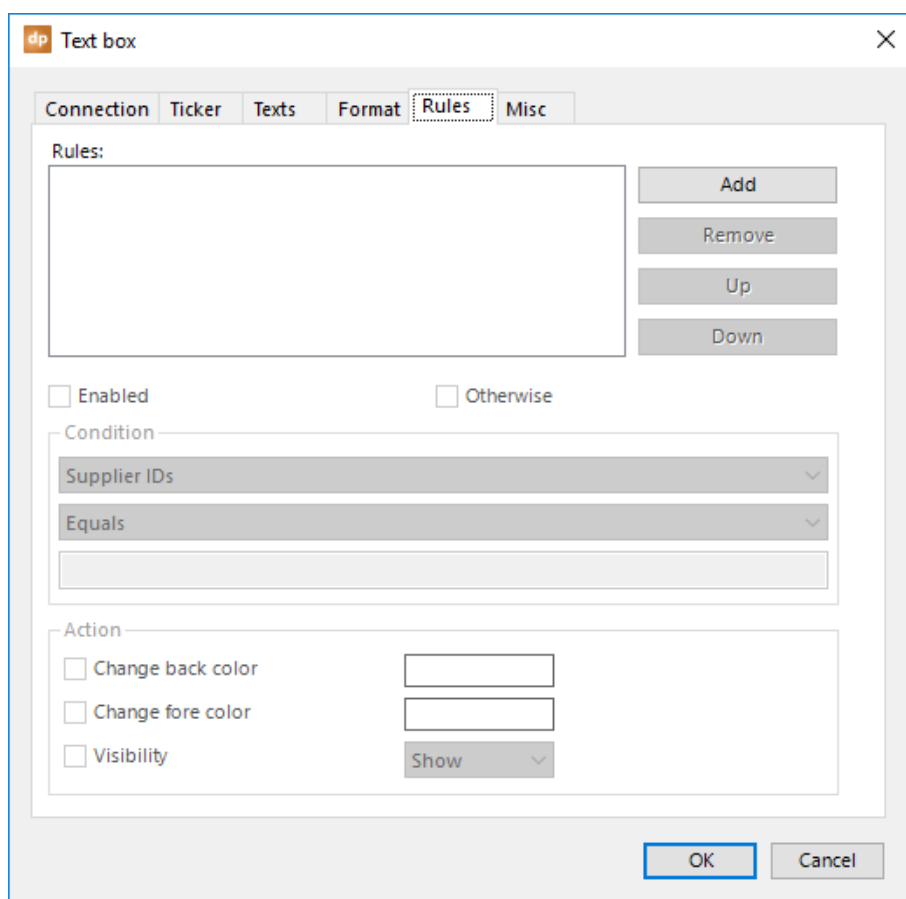 dp Text box
Connection Ticker Texts Format Rules Misc
Rules:
Add
Remove
Up
Down
Enabled Otherwise
Condition
Supplier IDs
Equals
Action
Change back color
Change fore color
Visibility Show
OK Cancel